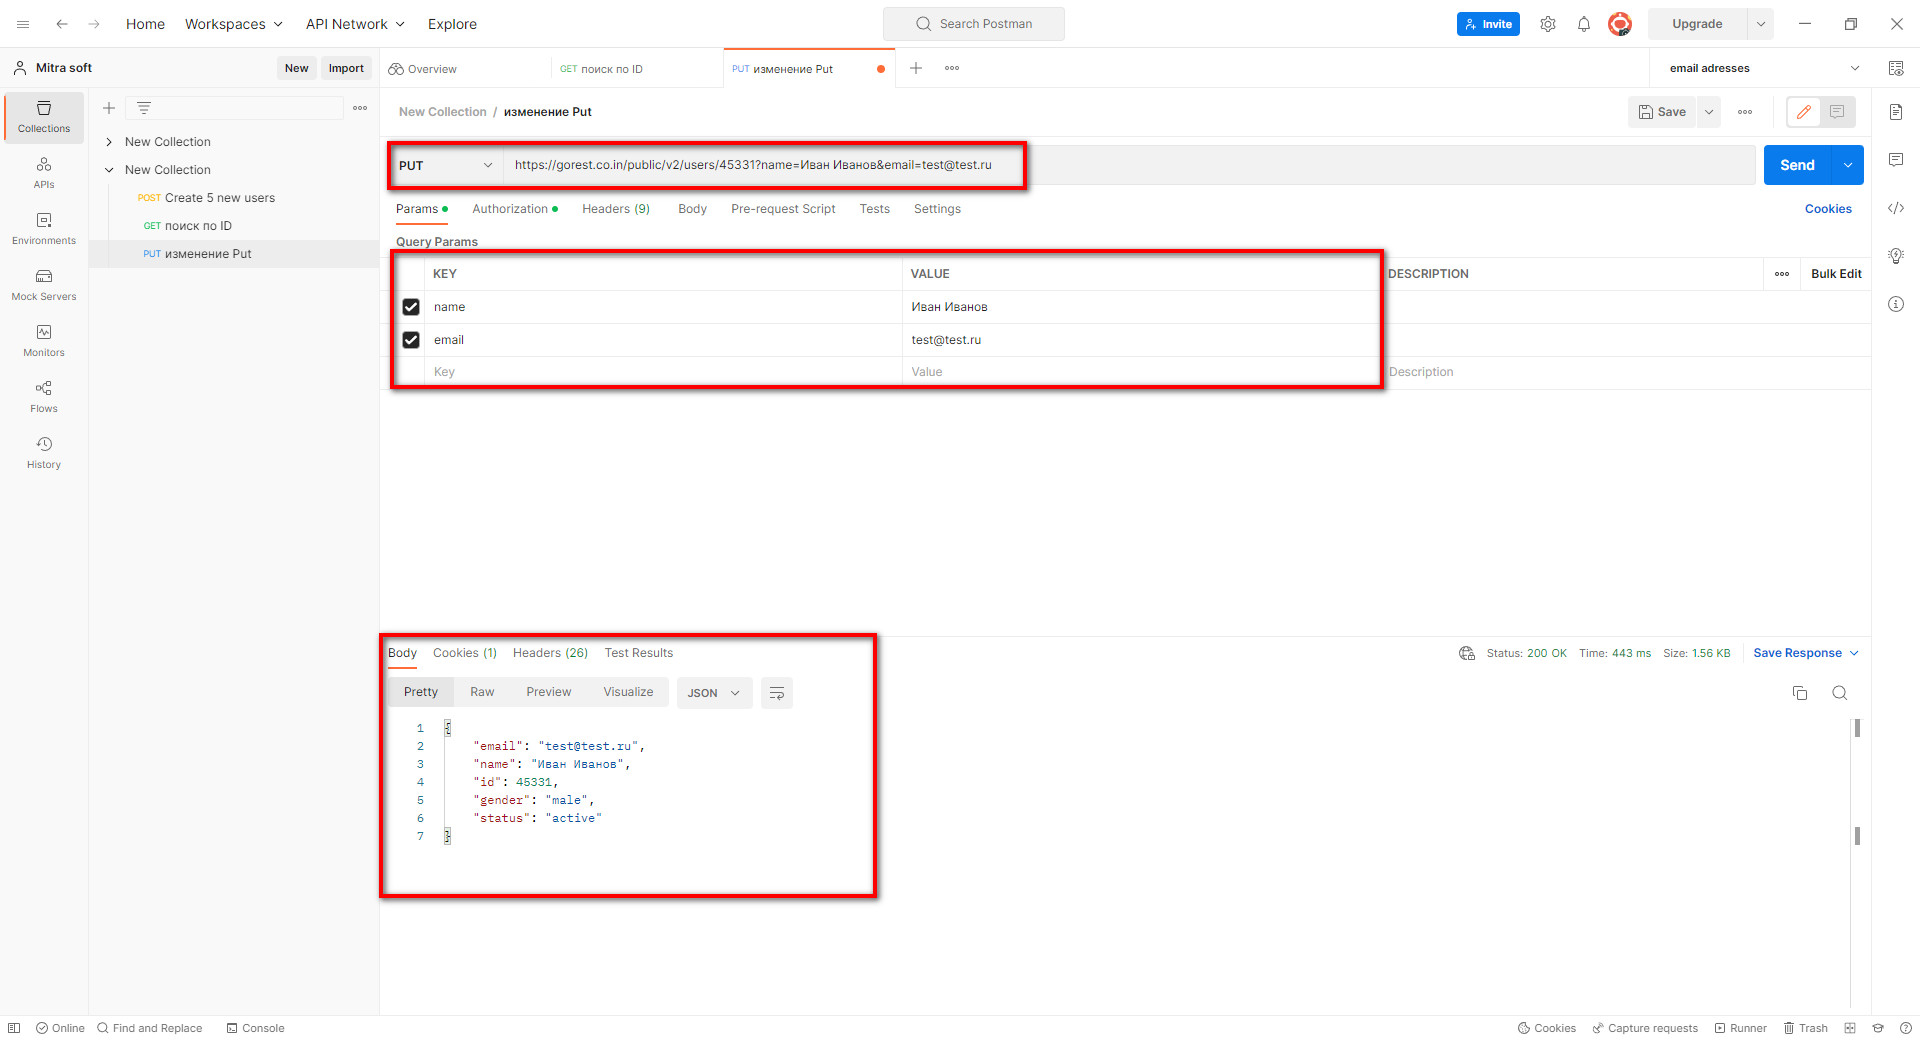 Home Workspaces API Network Explore Search Postman Invite Upgrade
Mitra soft New Import Overview GET поиск по ID PUT изменение Put email adresses
Collections
APIs
Environments
Mock Servers
Monitors
Flows
History
New Collection
New Collection
POST Create 5 new users
GET поиск по ID
PUT изменение Put
New Collection / изменение Put Save
PUT https://gorest.co.in/public/v2/users/45331?name=Иван Иванов&email=test@test.ru Send
Params Authorization Headers (9) Body Pre-request Script Tests Settings Cookies
Query Params
KEY VALUE DESCRIPTION Bulk Edit
name Иван Иванов
email test@test.ru
Key Value Description
Body Cookies (1) Headers (26) Test Results Status: 200 OK Time: 443 ms Size: 1.56 KB Save Response
Pretty Raw Preview Visualize JSON
1 {
2 "email": "test@test.ru",
3 "name": "Иван Иванов",
4 "id": 45331,
5 "gender": "male",
6 "status": "active"
7 }
Online Find and Replace Console Cookies Capture requests Runner Trash